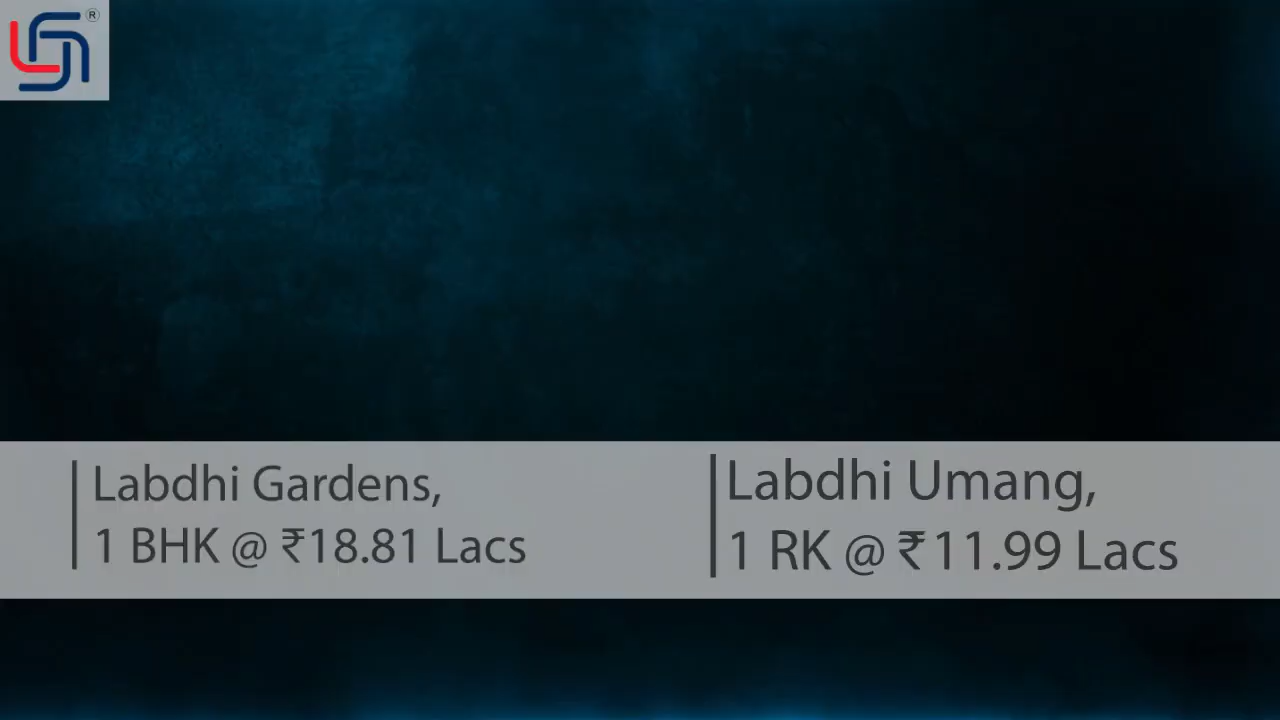 ®
Labdhi Gardens,
1 BHK @ ₹18.81 Lacs
Labdhi Umang,
1 RK @ ₹11.99 Lacs